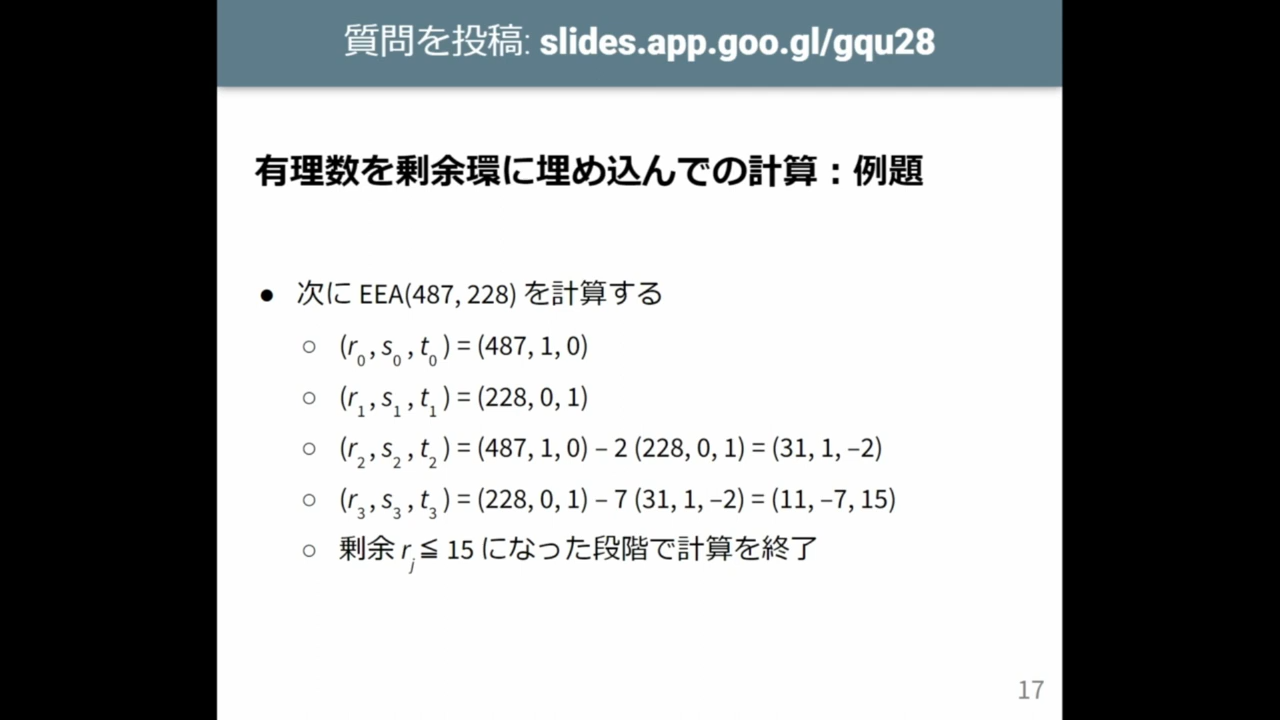 質問を投稿: slides.app.goo.gl/gqu28
有理数を剰余環に埋め込んでの計算：例題
● 次に EEA(487, 228) を計算する
○ (r0, s0, t0) = (487, 1, 0)
○ (r1, s1, t1) = (228, 0, 1)
○ (r2, s2, t2) = (487, 1, 0) – 2 (228, 0, 1) = (31, 1, –2)
○ (r3, s3, t3) = (228, 0, 1) – 7 (31, 1, –2) = (11, –7, 15)
○ 剰余 rj ≦ 15 になった段階で計算を終了
17